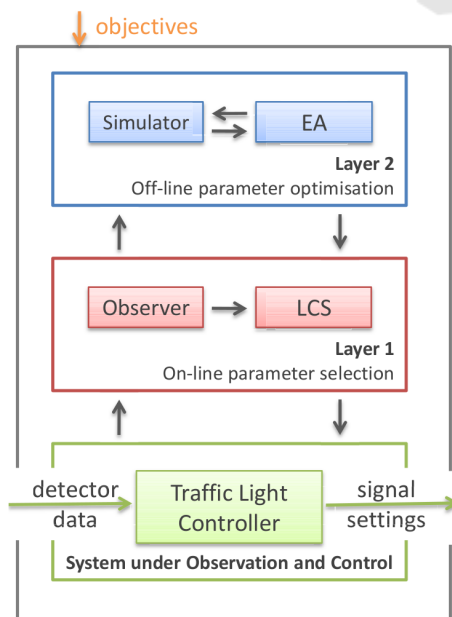 objectives
Simulator
EA
Layer 2
Off-line parameter optimisation
Observer
LCS
Layer 1
On-line parameter selection
detector
data
Traffic Light
Controller
signal
settings
System under Observation and Control